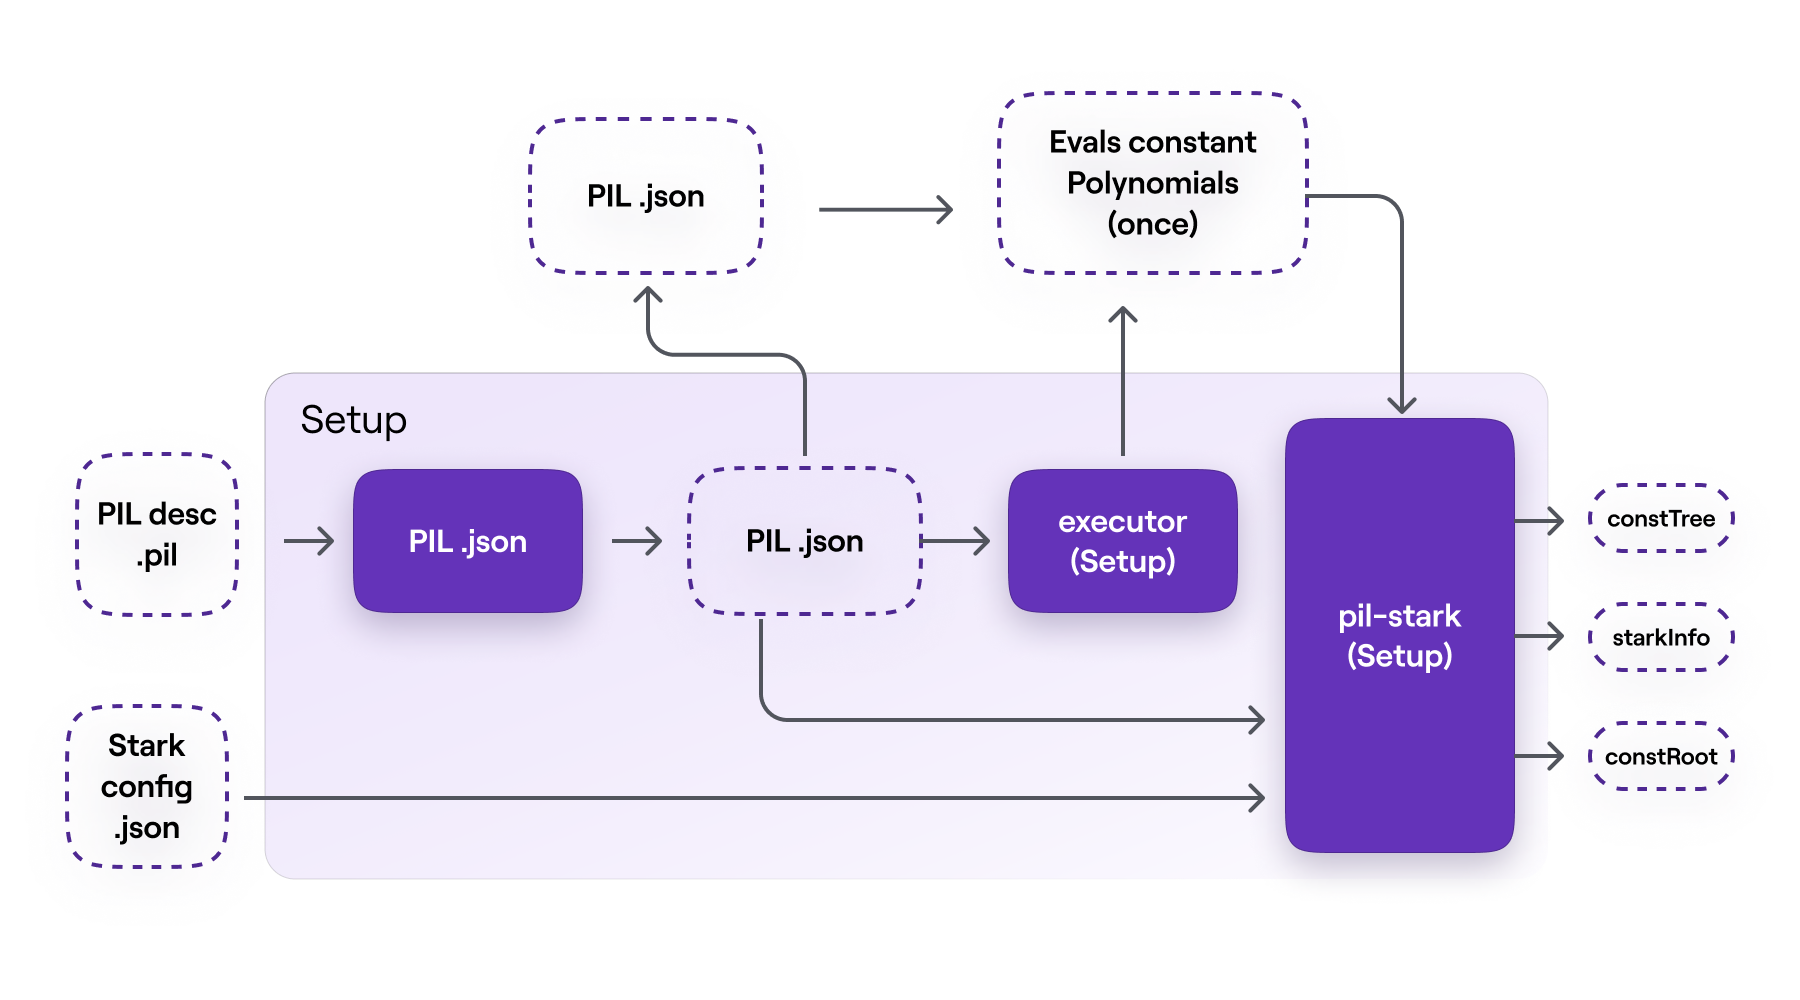 PIL .json
Evals constant
Polynomials
(once)
Setup
PIL desc
.pil
PIL .json
PIL .json
executor
(Setup)
pil-stark
(Setup)
constTree
starkInfo
constRoot
Stark
config
.json